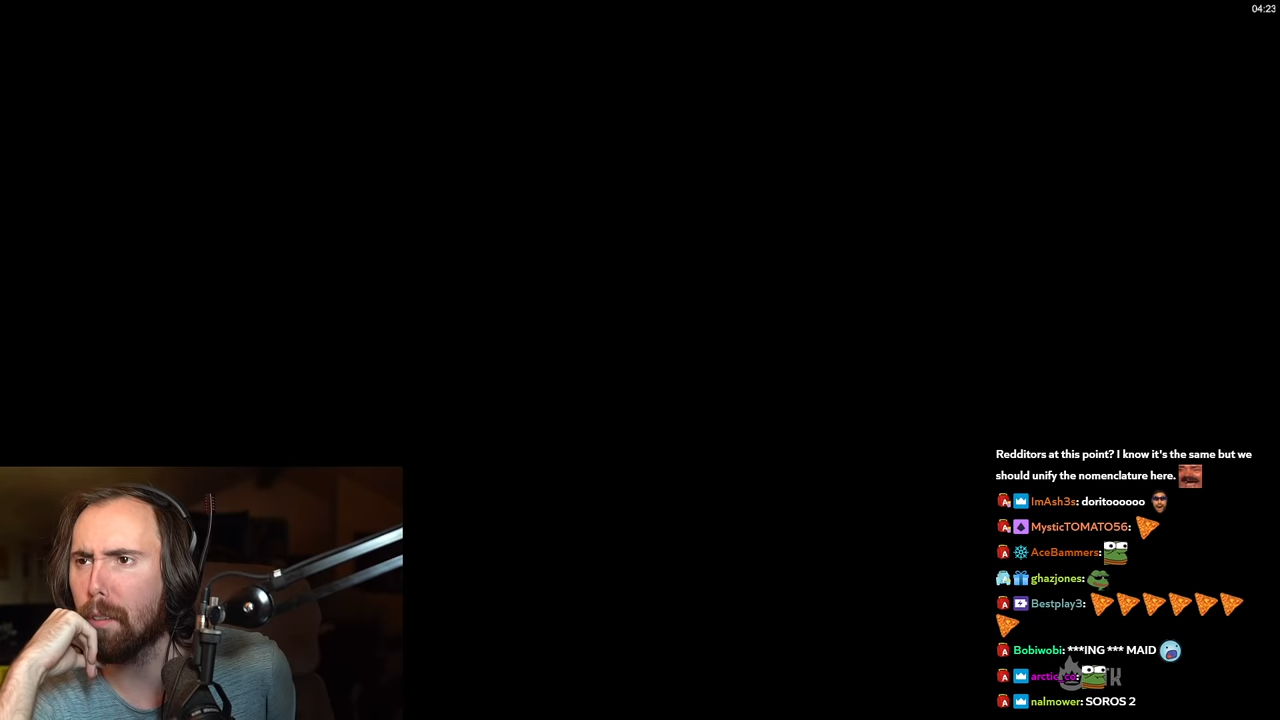 04:23
Redditors at this point? I know it's the same but we
should unify the nomenclature here.
ImAsh3s: doritoooooo
MysticTOMATO56:
AceBammers:
ghazjones:
Bestplay3:
Bobiwobi: ***ING *** MAID
nalmower: SOROS 2